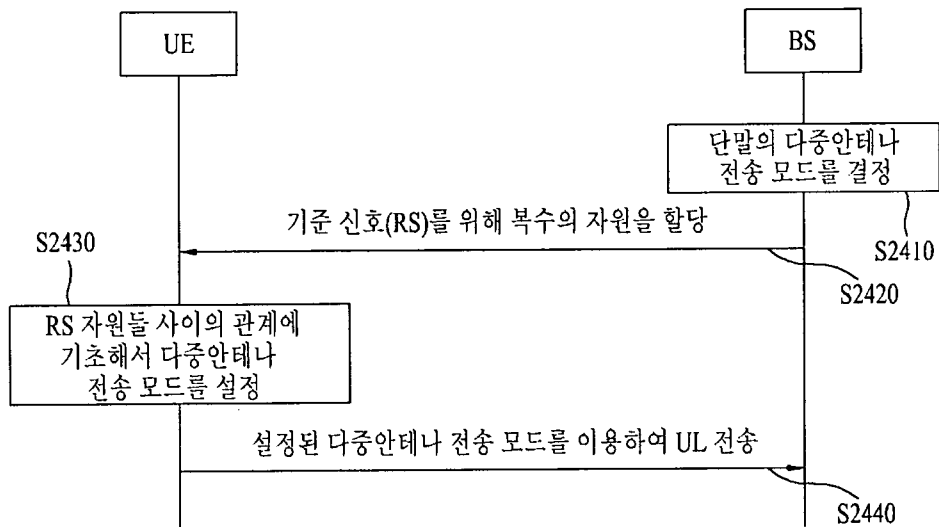 UE
BS
단말의 다중안테나
전송 모드를 결정
S2410
기준 신호(RS)를 위해 복수의 자원을 할당
S2420
S2430
RS 자원들 사이의 관계에
기초해서 다중안테나
전송 모드를 설정
설정된 다중안테나 전송 모드를 이용하여 UL 전송
S2440